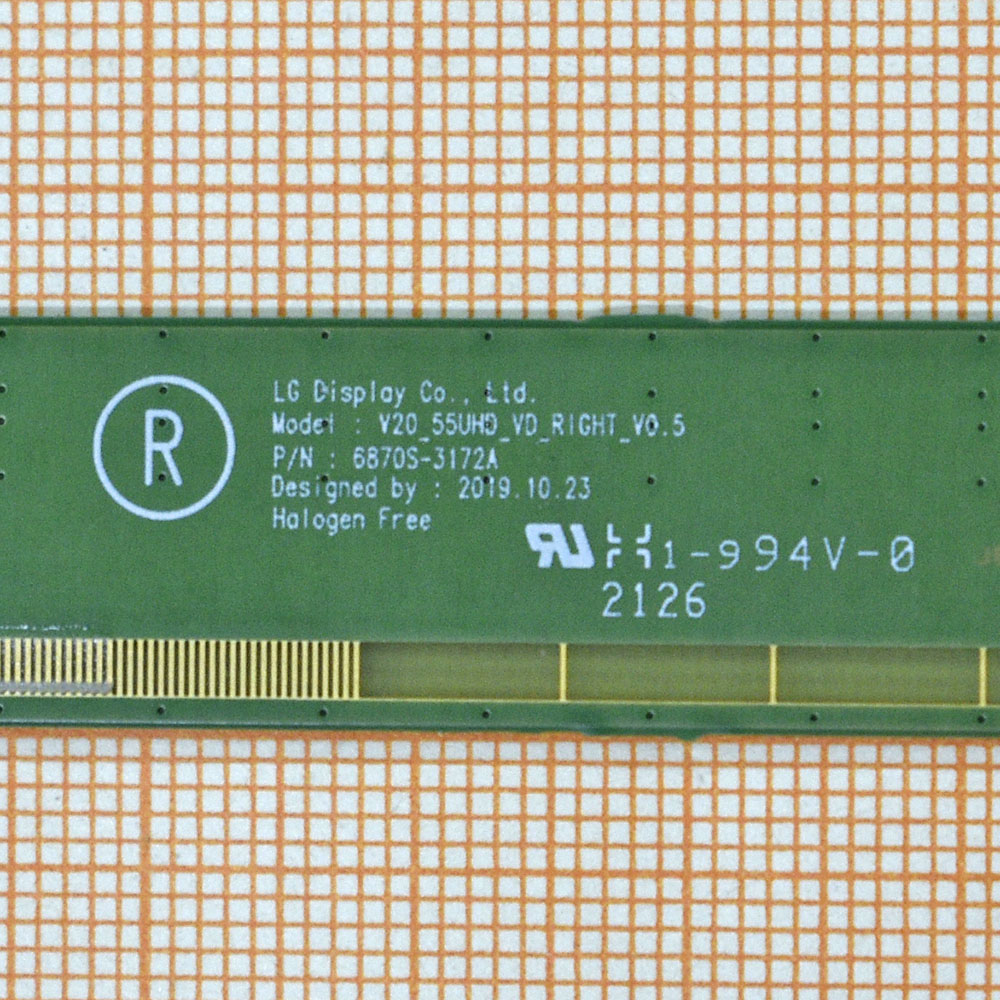 R
LG Display Co., Ltd.
Model : V20_55UHD_VD_RIGHT_V0.5
P/N : 6870S-3172A
Designed by : 2019.10.23
Halogen Free
1-994V-0
2126